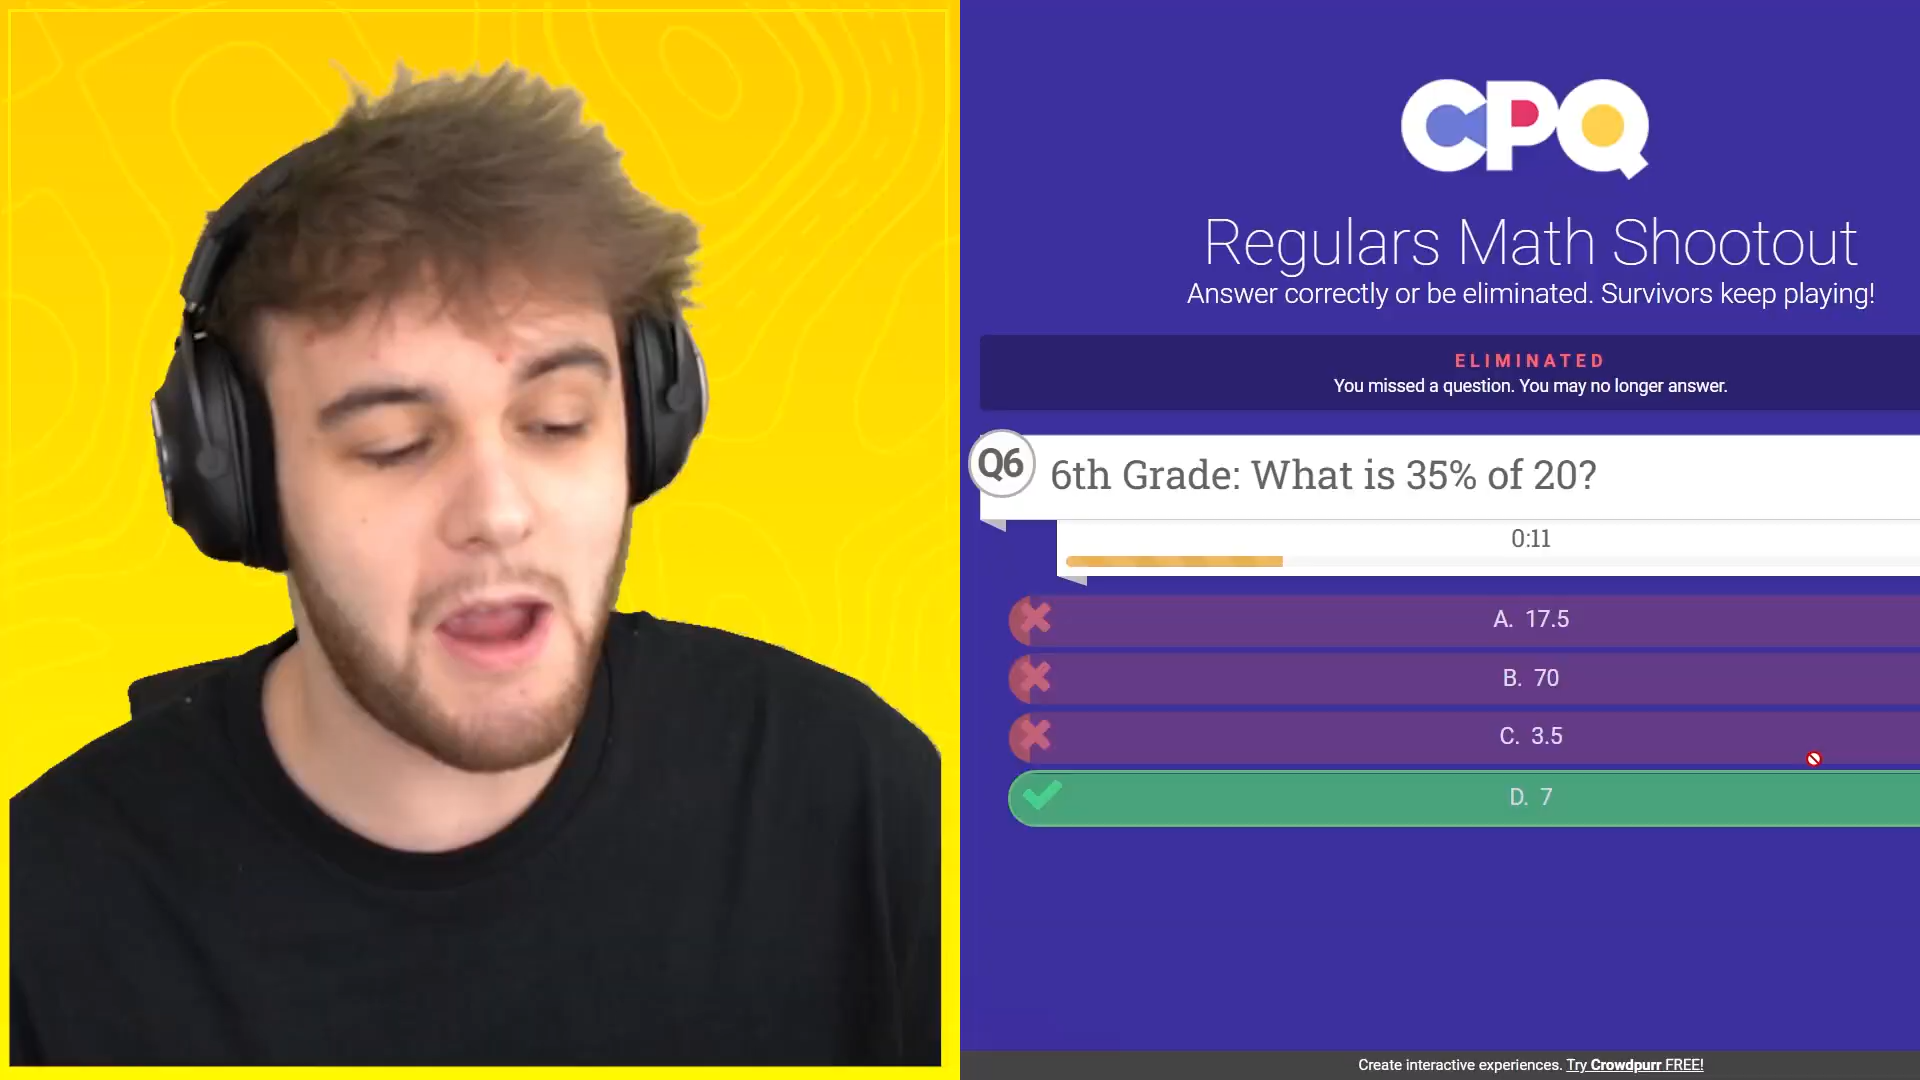 CPQ
Regulars Math Shootout
Answer correctly or be eliminated. Survivors keep playing!
ELIMINATED
You missed a question. You may no longer answer.
Q6
6th Grade: What is 35% of 20?
0:11
A. 17.5
B. 70
C. 3.5
D. 7
Create interactive experiences. Try Crowdpurr FREE!